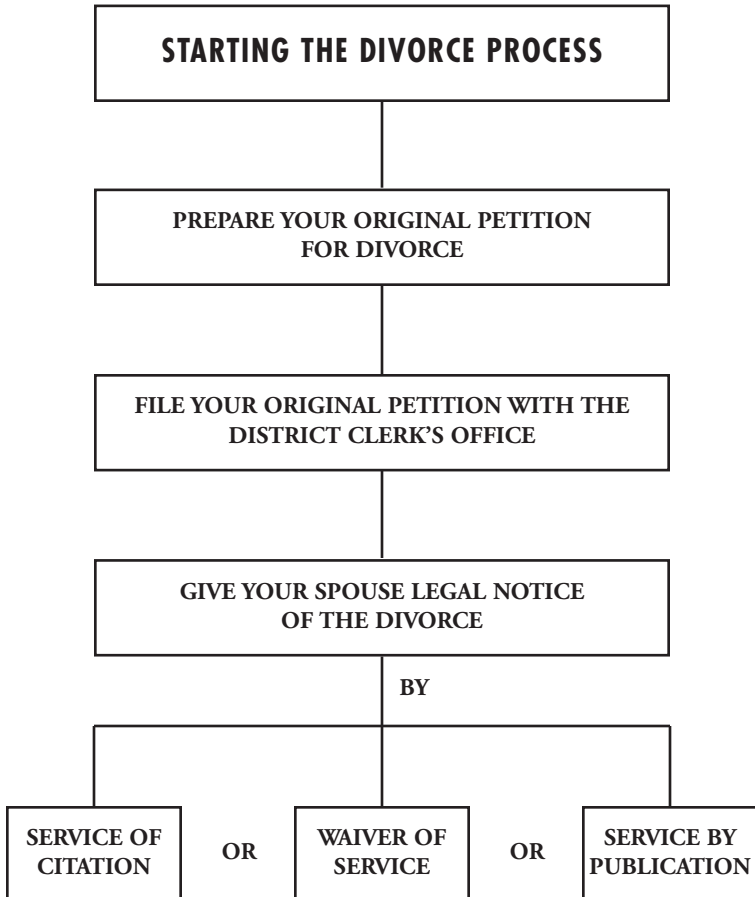 STARTING THE DIVORCE PROCESS
PREPARE YOUR ORIGINAL PETITION
FOR DIVORCE
FILE YOUR ORIGINAL PETITION WITH THE
DISTRICT CLERK'S OFFICE
GIVE YOUR SPOUSE LEGAL NOTICE
OF THE DIVORCE
BY
SERVICE OF
CITATION
OR
WAIVER OF
SERVICE
OR
SERVICE BY
PUBLICATION